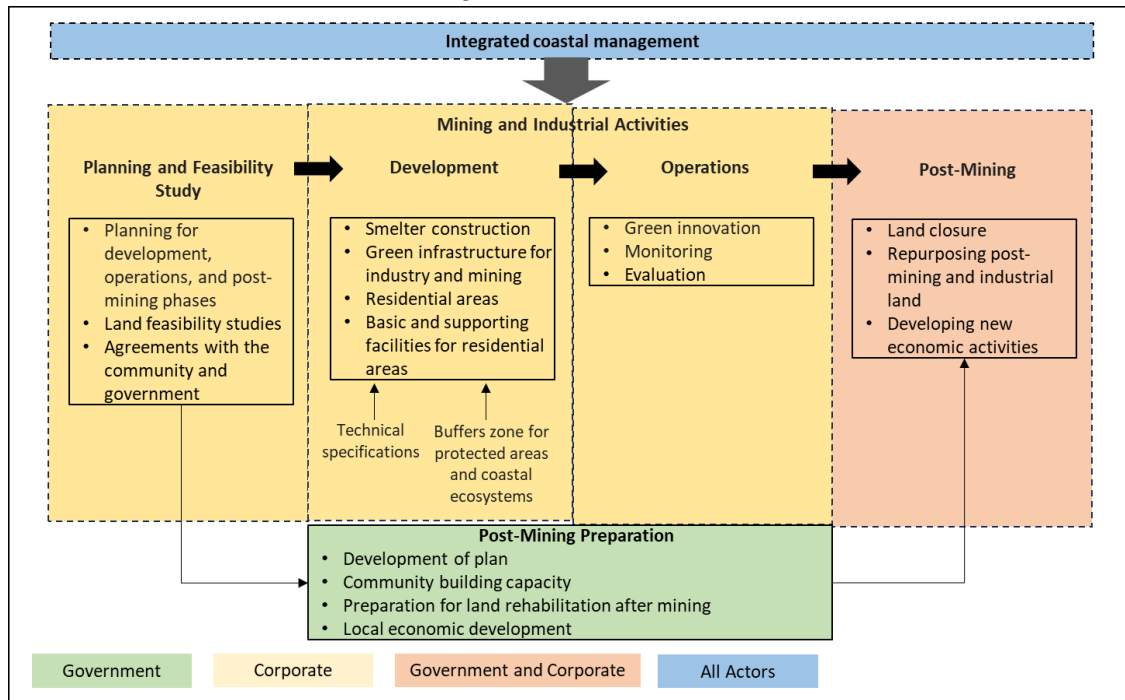 Integrated coastal management
Mining and Industrial Activities
Planning and Feasibility
Study
• Planning for
development,
operations, and post-
mining phases
• Land feasibility studies
• Agreements with the
community and
government
Development
• Smelter construction
• Green infrastructure for
industry and mining
• Residential areas
• Basic and supporting
facilities for residential
areas
Technical
specifications
Buffers zone for
protected areas
and coastal
ecosystems
Operations
• Green innovation
• Monitoring
• Evaluation
Post-Mining
• Land closure
• Repurposing post-
mining and industrial
land
• Developing new
economic activities
Post-Mining Preparation
• Development of plan
• Community building capacity
• Preparation for land rehabilitation after mining
• Local economic development
Government
Corporate
Government and Corporate
All Actors